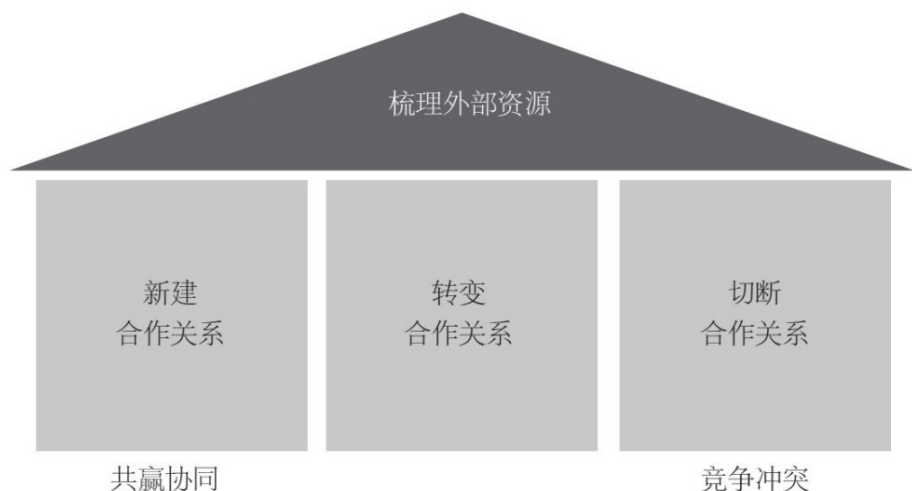 梳理外部资源
新建
合作关系
转变
合作关系
切断
合作关系
共赢协同
竞争冲突